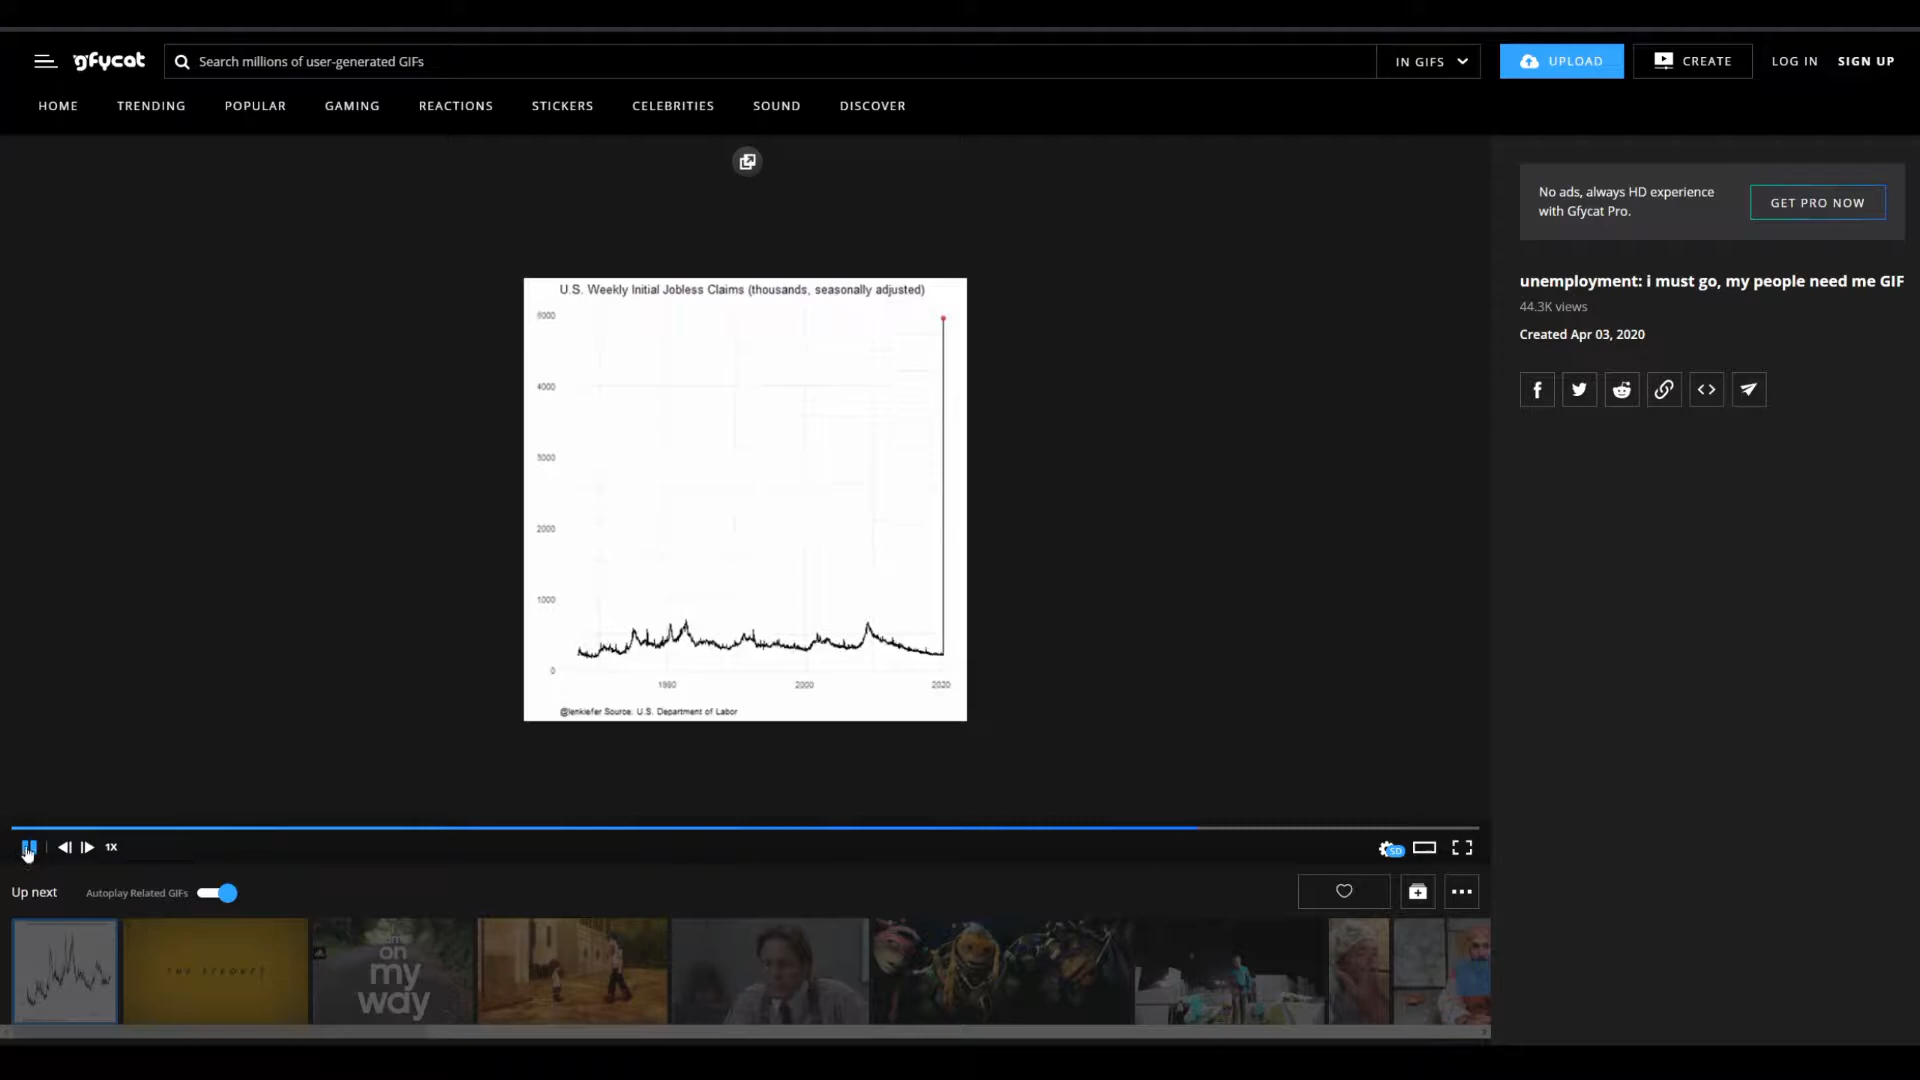 gfycat
Search millions of user-generated GIFs
IN GIFS
UPLOAD
CREATE
LOG IN
SIGN UP
HOME
TRENDING
POPULAR
GAMING
REACTIONS
STICKERS
CELEBRITIES
SOUND
DISCOVER
No ads, always HD experience
with Gfycat Pro.
GET PRO NOW
unemployment: i must go, my people need me GIF
44.3K views
Created Apr 03, 2020
U.S. Weekly Initial Jobless Claims (thousands, seasonally adjusted)
4000
3000
2000
1000
0
1980
2000
2020
@lenkiefer Source: U.S. Department of Labor
1X
SD
Up next
Autoplay Related GIFs
THE STROKES
on
my
way